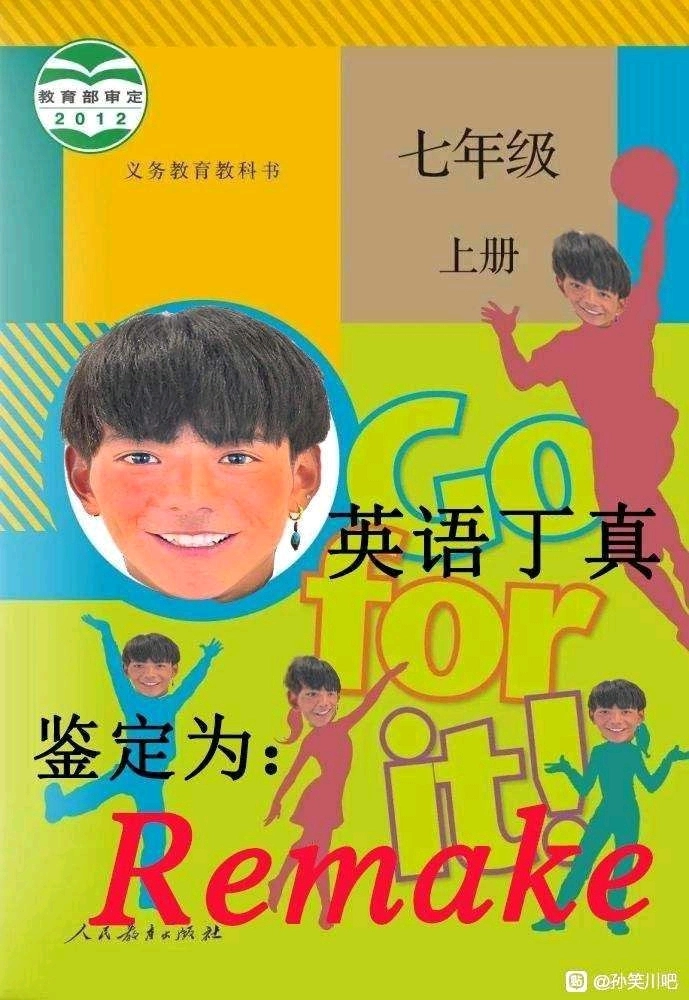 教育部审定
2012
义务教育教科书
七年级
上册
Go
for
it!
英语丁真
鉴定为：
Remake
人民教育出版社
贴 @孙笑川吧